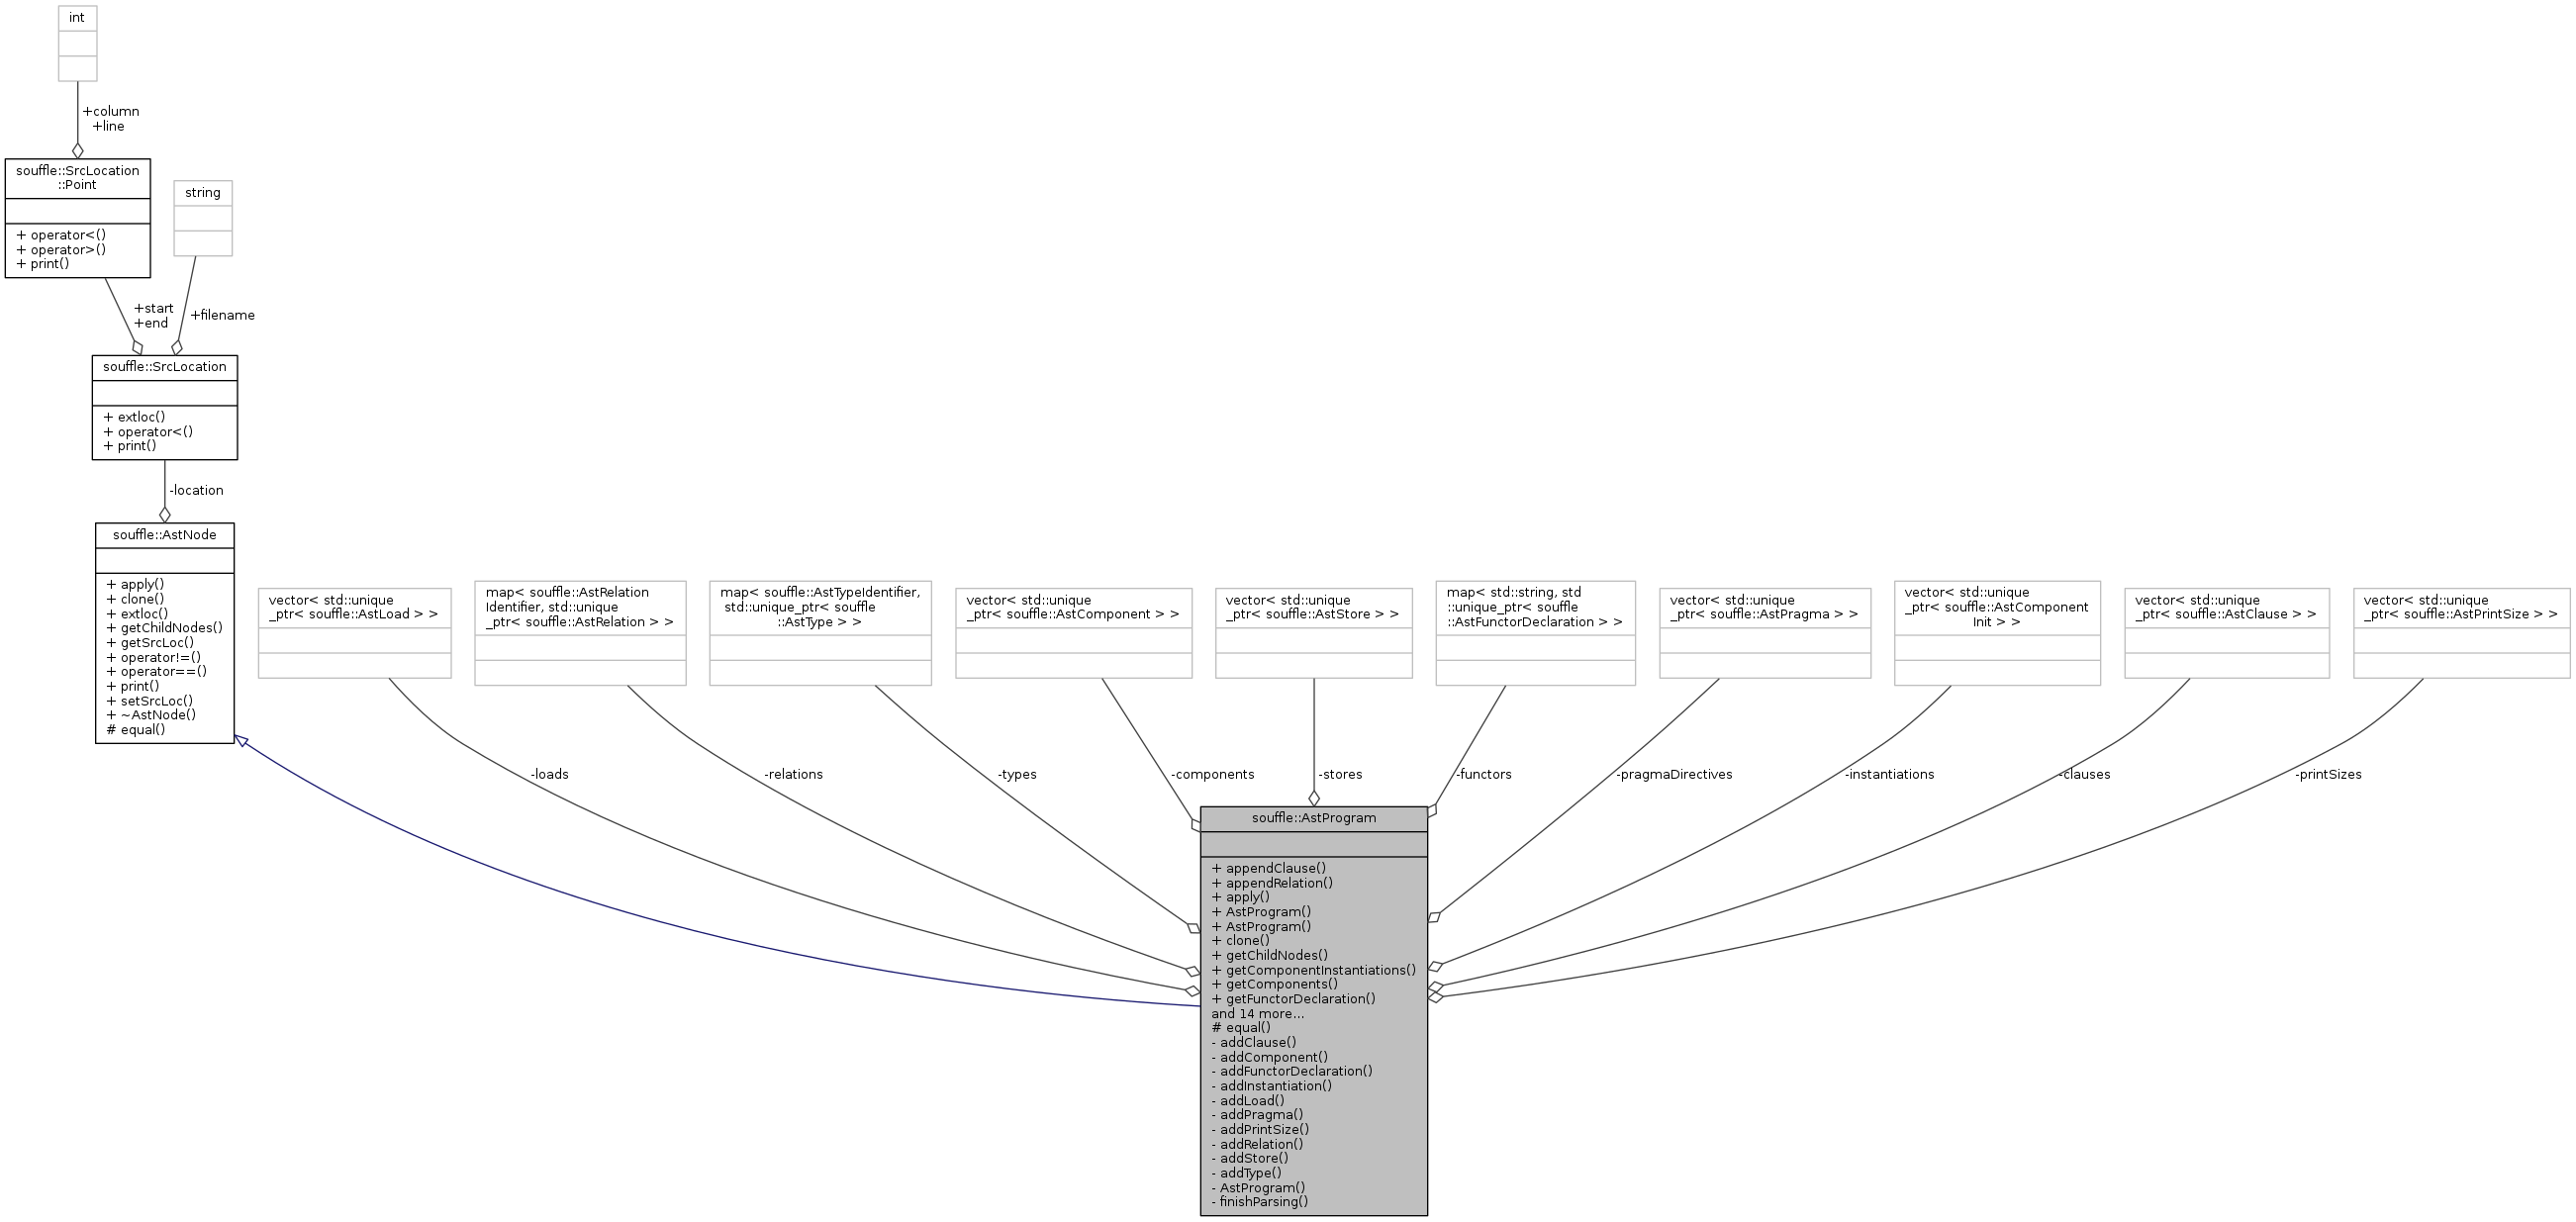 int
+column
+line
souffle::SrcLocation
::Point
+ operator<()
+ operator>()
+ print()
string
+start
+end
+filename
souffle::SrcLocation
+ extloc()
+ operator<()
+ print()
-location
souffle::AstNode
+ apply()
+ clone()
+ extloc()
+ getChildNodes()
+ getSrcLoc()
+ operator!=()
+ operator==()
+ print()
+ setSrcLoc()
+ ~AstNode()
# equal()
vector< std::unique
_ptr< souffle::AstLoad > >
map< souffle::AstRelation
Identifier, std::unique
_ptr< souffle::AstRelation > >
map< souffle::AstTypeIdentifier,
std::unique_ptr< souffle
::AstType > >
vector< std::unique
_ptr< souffle::AstComponent > >
vector< std::unique
_ptr< souffle::AstStore > >
map< std::string, std
::unique_ptr< souffle
::AstFunctorDeclaration > >
vector< std::unique
_ptr< souffle::AstPragma > >
vector< std::unique
_ptr< souffle::AstComponent
Init > >
vector< std::unique
_ptr< souffle::AstClause > >
vector< std::unique
_ptr< souffle::AstPrintSize > >
-loads
-relations
-types
-components
-stores
-functors
-pragmaDirectives
-instantiations
-clauses
-printSizes
souffle::AstProgram
+ appendClause()
+ appendRelation()
+ apply()
+ AstProgram()
+ AstProgram()
+ clone()
+ getChildNodes()
+ getComponentInstantiations()
+ getComponents()
+ getFunctorDeclaration()
and 14 more...
# equal()
- addClause()
- addComponent()
- addFunctorDeclaration()
- addInstantiation()
- addLoad()
- addPragma()
- addPrintSize()
- addRelation()
- addStore()
- addType()
- AstProgram()
- finishParsing()